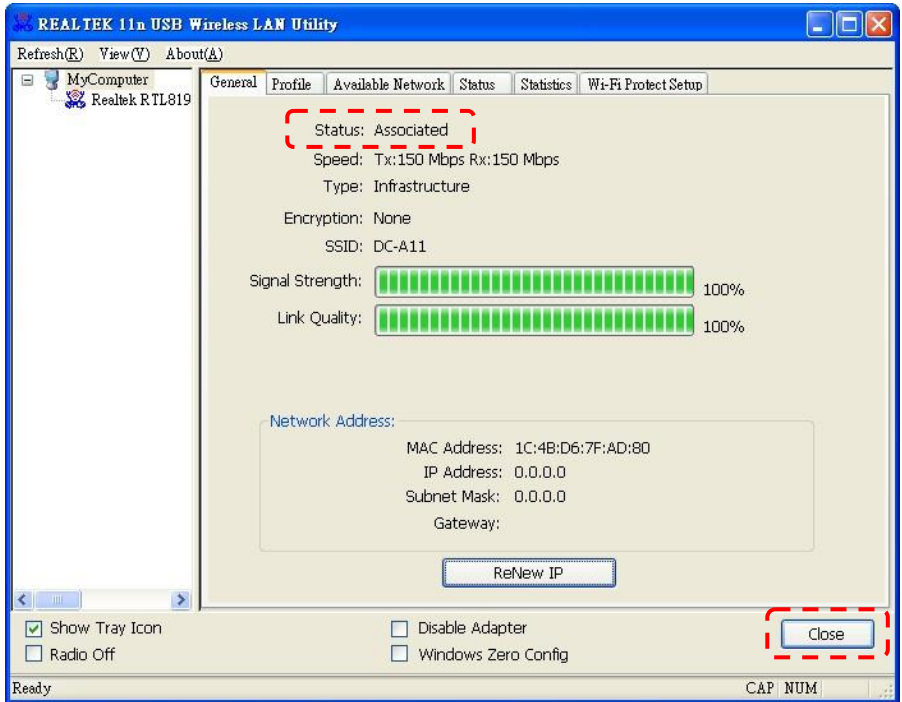 REALTEK 11n USB Wireless LAN Utility
Refresh(R) View(V) About(A)
MyComputer
Realtek RTL819
General Profile Available Network Status Statistics Wi-Fi Protect Setup
Status: Associated
Speed: Tx:150 Mbps Rx:150 Mbps
Type: Infrastructure
Encryption: None
SSID: DC-A11
Signal Strength: 100%
Link Quality: 100%
Network Address:
MAC Address: 1C:4B:D6:7F:AD:80
IP Address: 0.0.0.0
Subnet Mask: 0.0.0.0
Gateway:
ReNew IP
Show Tray Icon Disable Adapter Close
Radio Off Windows Zero Config
Ready CAP NUM